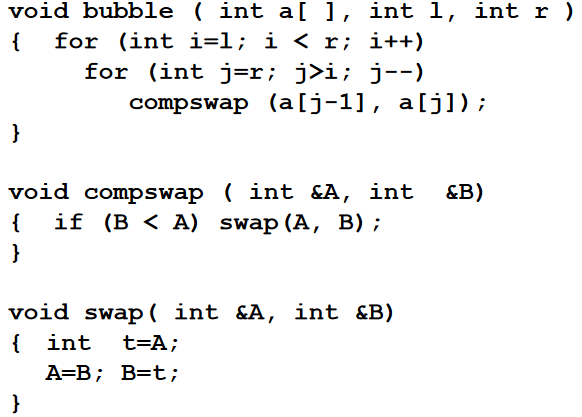 void bubble ( int a[ ], int l, int r )
{  for (int i=l; i < r; i++)
     for (int j=r; j>i; j--)
        compswap (a[j-1], a[j]);
}

void compswap ( int &A, int  &B)
{  if (B < A) swap(A, B);
}

void swap( int &A, int &B)
{  int  t=A;
   A=B; B=t;
}